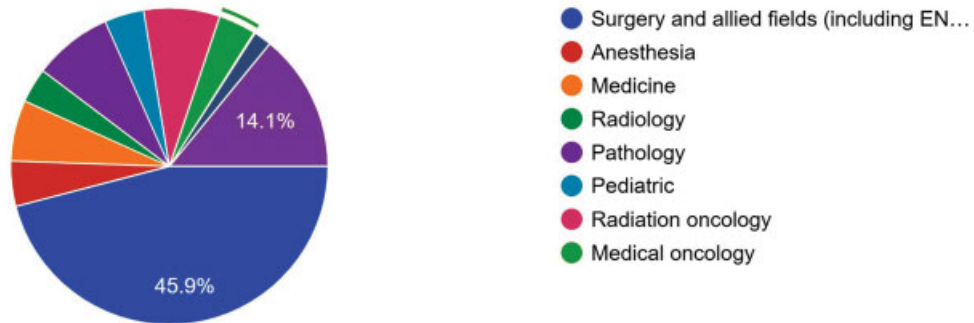 14.1%
45.9%
Surgery and allied fields (including EN…
Anesthesia
Medicine
Radiology
Pathology
Pediatric
Radiation oncology
Medical oncology